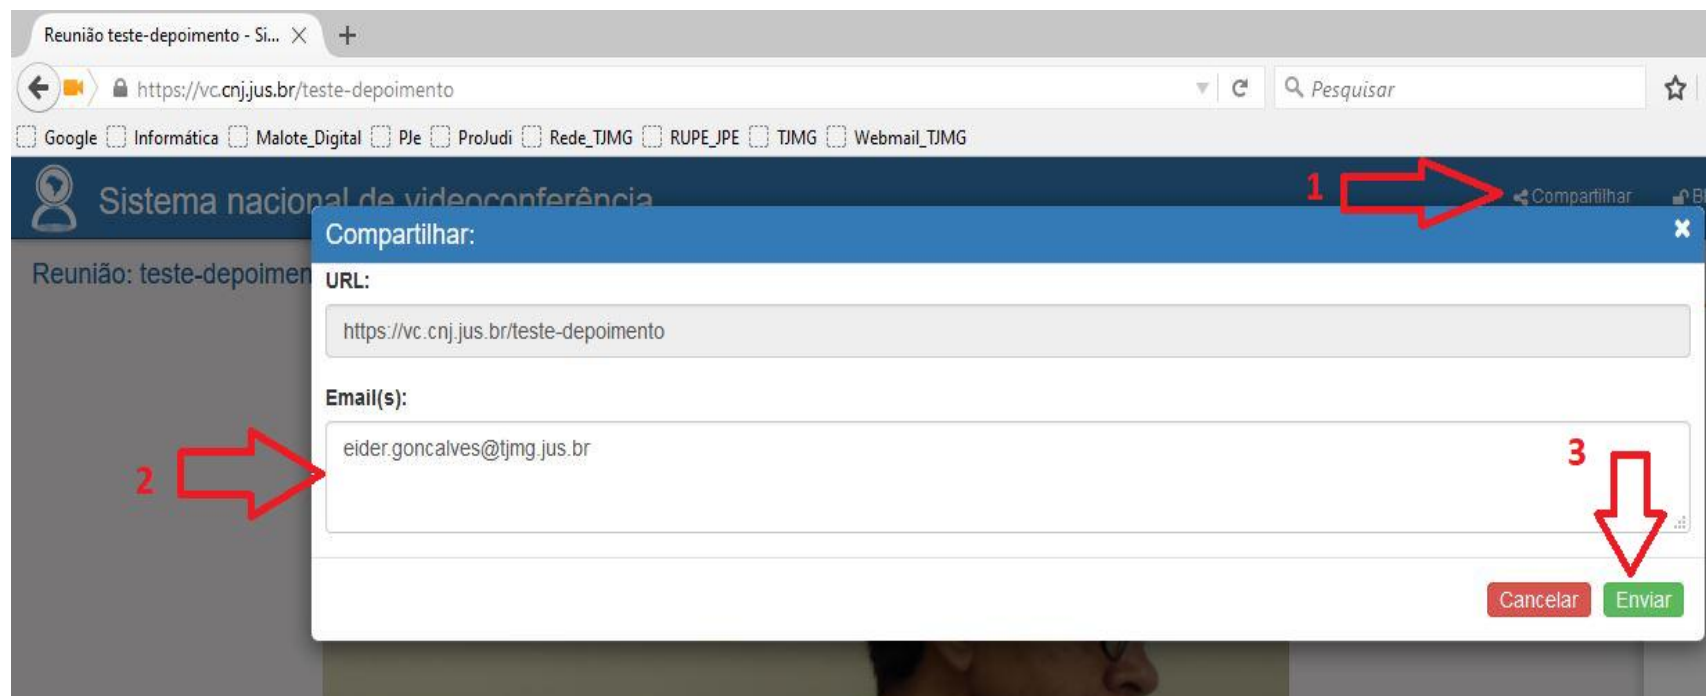 Reunião teste-depoimento - Si...
https://vc.cnj.jus.br/teste-depoimento
Pesquisar
Google Informática Malote_Digital PJe ProJudi Rede_TJMG RUPE_JPE TJMG Webmail_TJMG
Sistema nacional de videoconferência
1
Compartilhar
Compartilhar:
Reunião: teste-depoimen
URL:
https://vc.cnj.jus.br/teste-depoimento
Email(s):
eider.goncalves@tjmg.jus.br
2
3
Cancelar Enviar